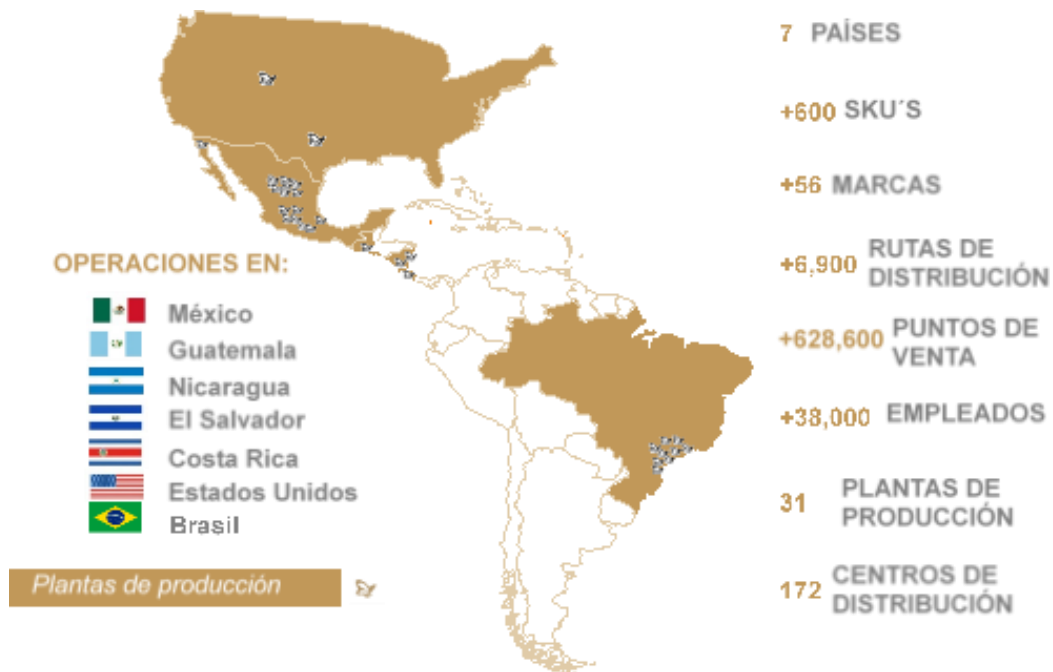 7 PAÍSES
+600 SKU´S
+56 MARCAS
+6,900 RUTAS DE
DISTRIBUCIÓN
+628,600 PUNTOS DE
VENTA
+38,000 EMPLEADOS
31 PLANTAS DE
PRODUCCIÓN
172 CENTROS DE
DISTRIBUCIÓN
OPERACIONES EN:
México
Guatemala
Nicaragua
El Salvador
Costa Rica
Estados Unidos
Brasil
Plantas de producción